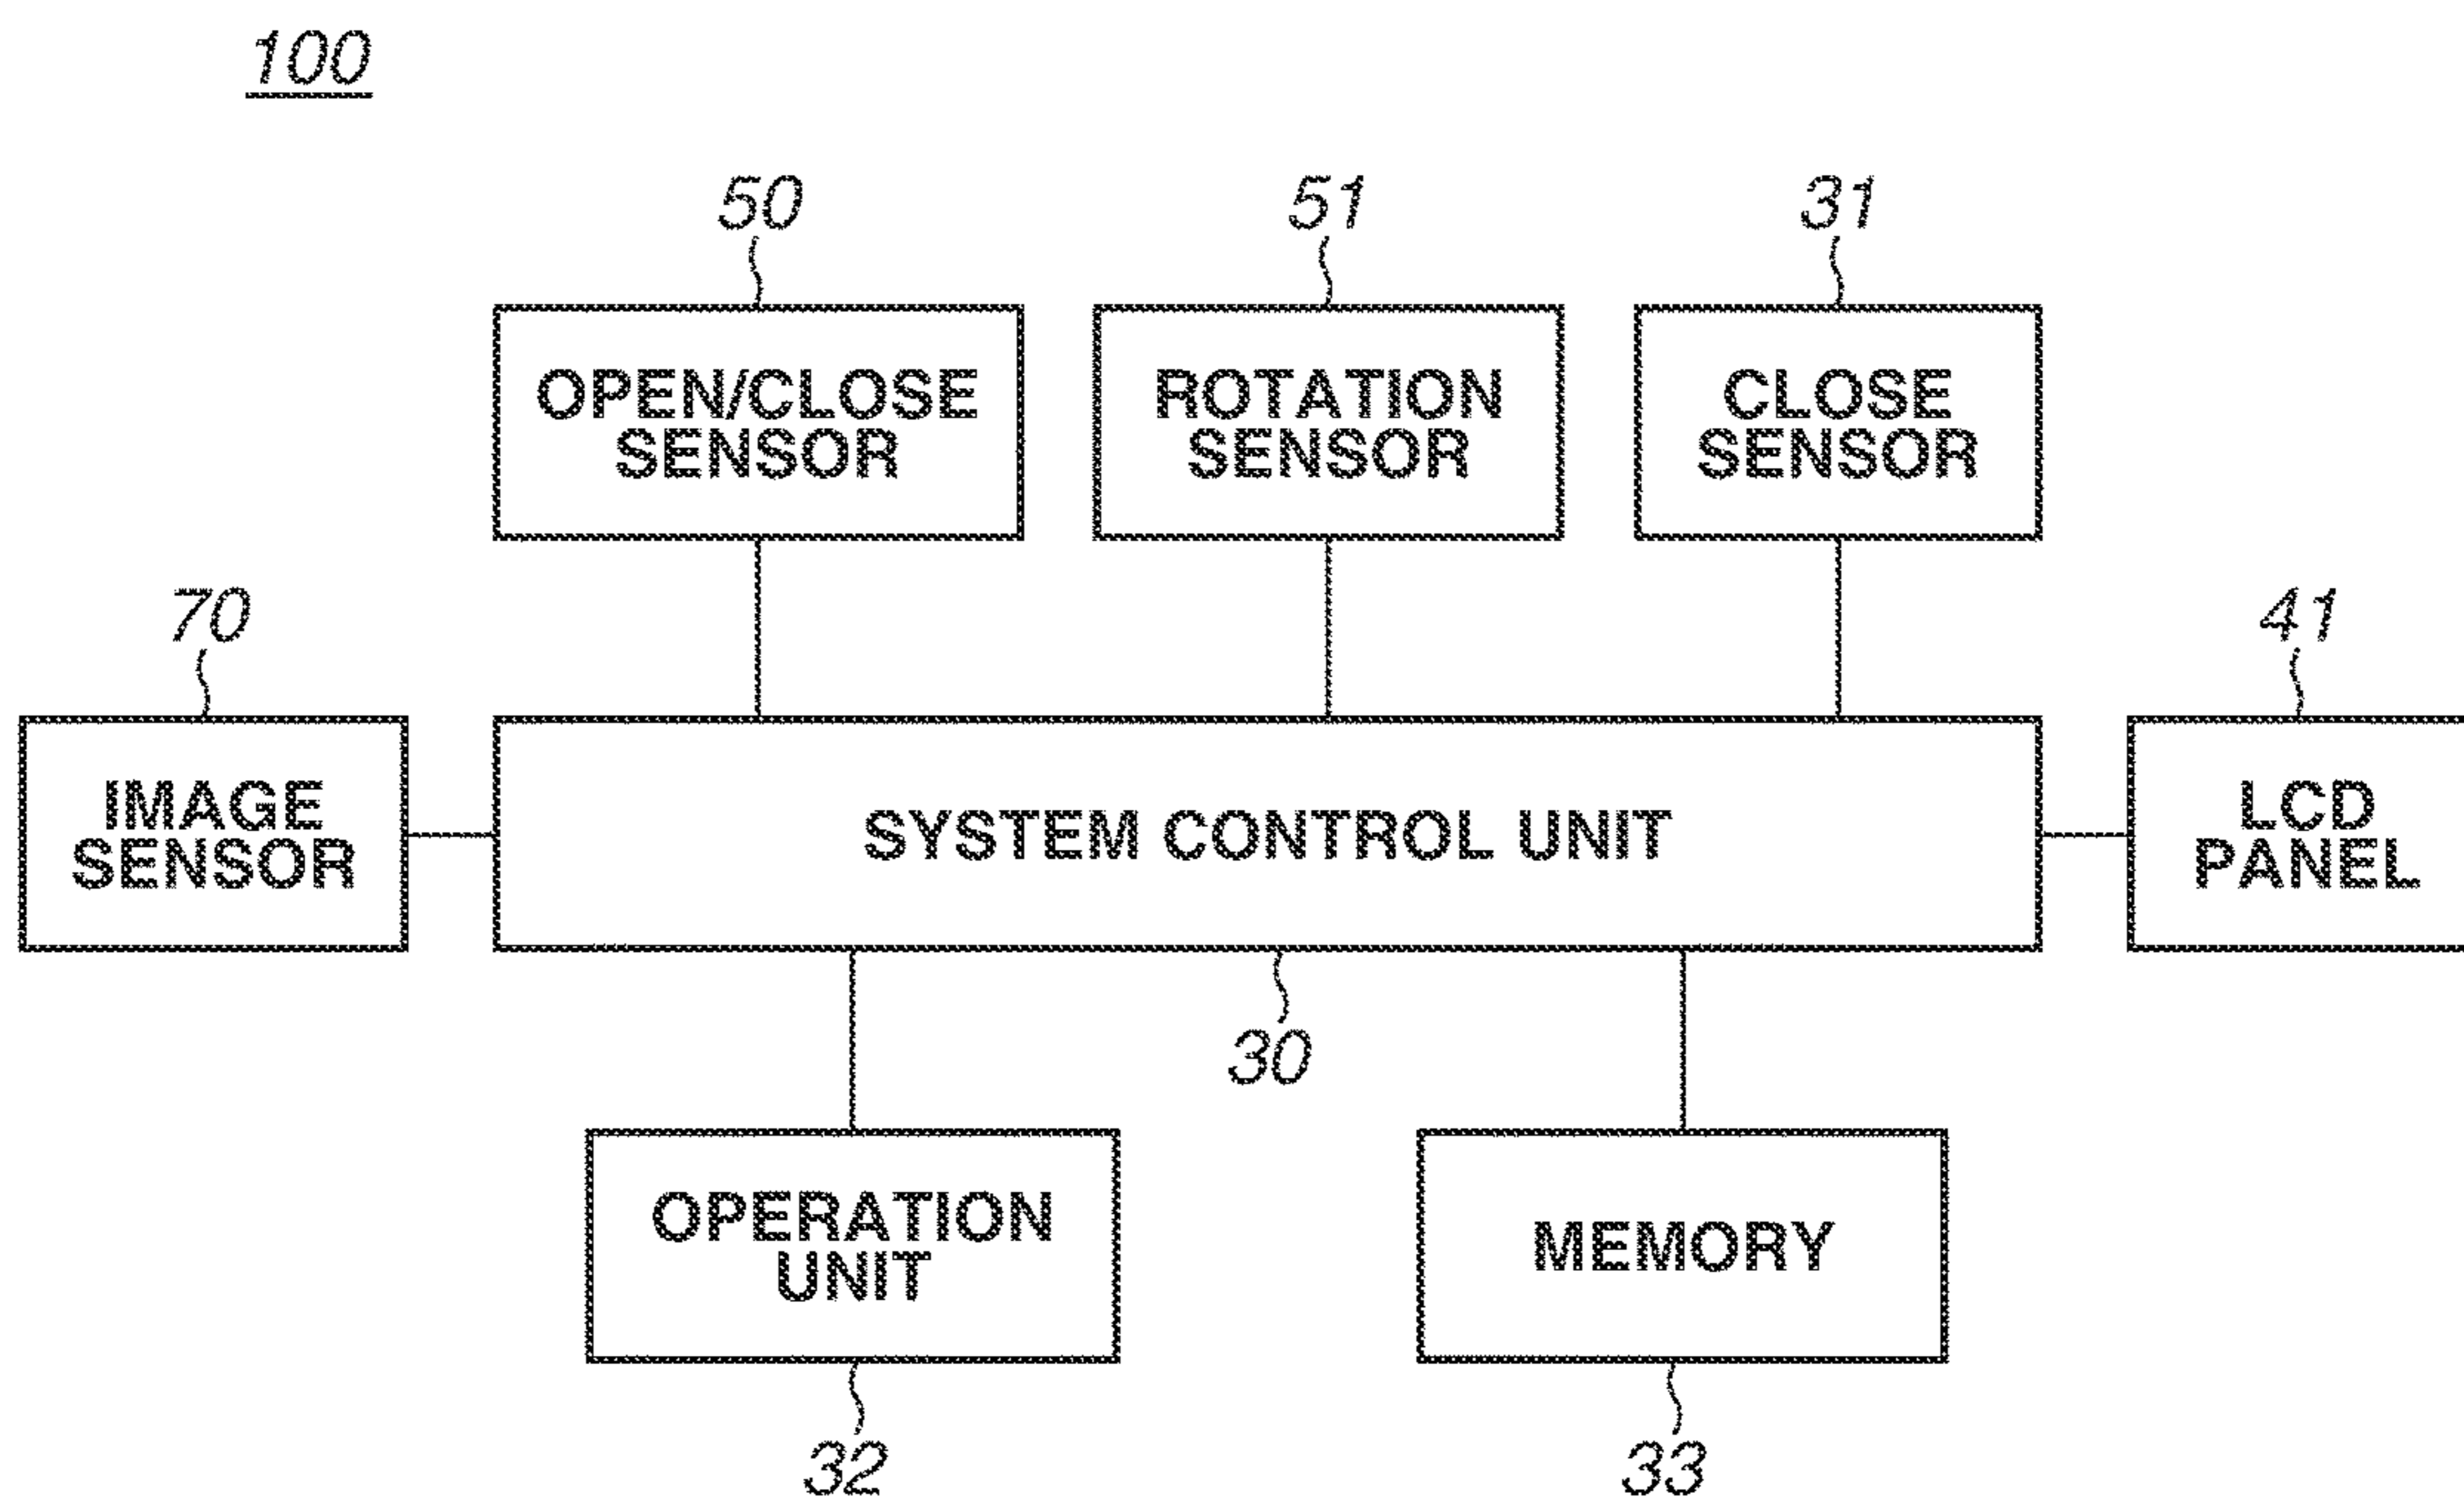 100
50
51
31
OPEN/CLOSE
SENSOR
ROTATION
SENSOR
CLOSE
SENSOR
70
41
IMAGE
SENSOR
SYSTEM CONTROL UNIT
LCD
PANEL
30
OPERATION
UNIT
MEMORY
32
33